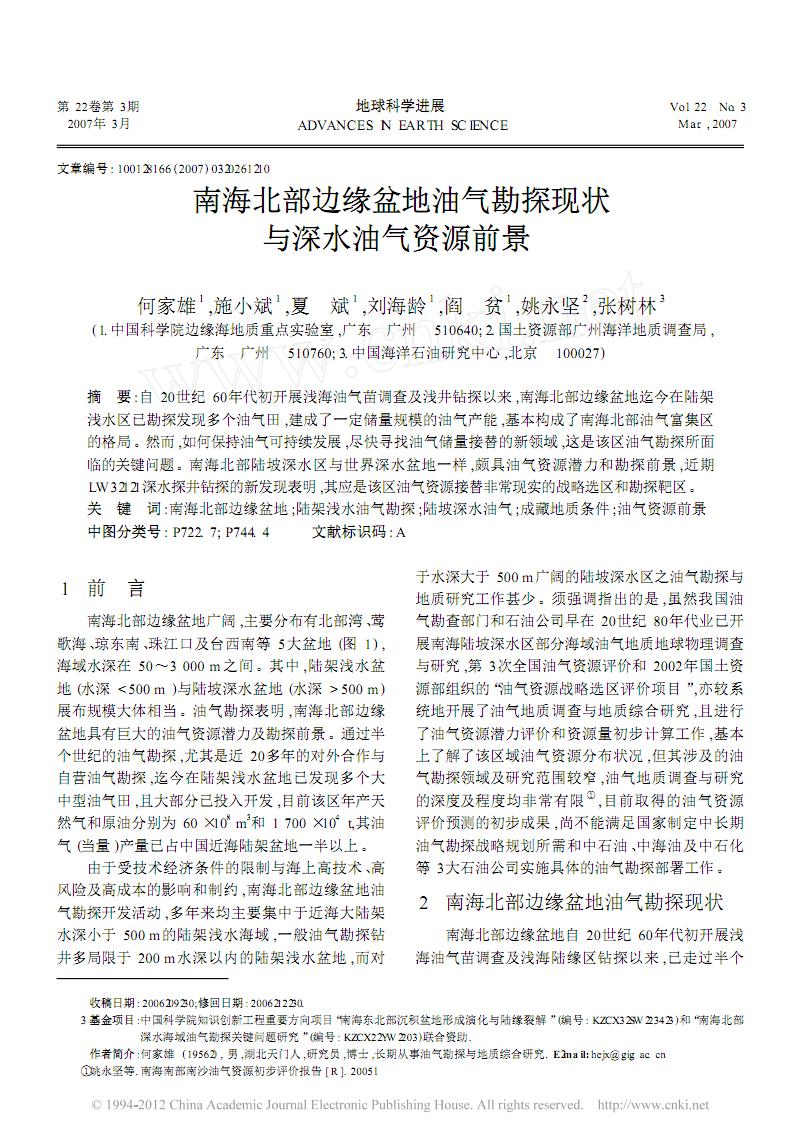 第 22卷第 3期
2007年 3月
地球科学进展
ADVANCES IN EARTH SCIENCE
Vol 22 No. 3
Mar. ,2007
文章编号 : 100128166 (2007) 0320261210
南海北部边缘盆地油气勘探现状
与深水油气资源前景
何家雄1 ,施小斌1 ,夏 斌1 ,刘海龄1 ,阎 贫1 ,姚永坚2 ,张树林3
(1. 中国科学院边缘海地质重点实验室 ,广东 广州 510640; 2. 国土资源部广州海洋地质调查局 ,
广东 广州 510760; 3. 中国海洋石油研究中心 ,北京 100027)
摘 要 :自 20世纪 60年代初开展浅海油气苗调查及浅井钻探以来 ,南海北部边缘盆地迄今在陆架
浅水区已勘探发现多个油气田 ,建成了一定储量规模的油气产能 ,基本构成了南海北部油气富集区
的格局。然而 ,如何保持油气可持续发展 ,尽快寻找油气储量接替的新领域 ,这是该区油气勘探所面
临的关键问题。南海北部陆坡深水区与世界深水盆地一样 ,颇具油气资源潜力和勘探前景 ,近期
LW32121深水探井钻探的新发现表明 ,其应是该区油气资源接替非常现实的战略选区和勘探靶区。
关 键 词 :南海北部边缘盆地 ;陆架浅水油气勘探 ;陆坡深水油气 ;成藏地质条件 ;油气资源前景
中图分类号 : P722. 7; P744. 4 文献标识码 : A
1 前 言
南海北部边缘盆地广阔 ,主要分布有北部湾、莺
歌海、琼东南、珠江口及台西南等 5大盆地 (图 1) ,
海域水深在 50～3 000 m之间。其中 ,陆架浅水盆
地 (水深 <500 m )与陆坡深水盆地 (水深 >500 m)
展布规模大体相当。油气勘探表明 ,南海北部边缘
盆地具有巨大的油气资源潜力及勘探前景。通过半
个世纪的油气勘探 ,尤其是近 20多年的对外合作与
自营油气勘探 ,迄今在陆架浅水盆地已发现多个大
中型油气田 ,且大部分已投入开发 ,目前该区年产天
然气和原油分别为 60 ×10⁸ m³和 1 700 ×10⁴ t,其油
气 (当量 )产量已占中国近海陆架盆地一半以上。
由于受技术经济条件的限制与海上高技术、高
风险及高成本的影响和制约 ,南海北部边缘盆地油
气勘探开发活动 ,多年来均主要集中于近海大陆架
水深小于 500 m的陆架浅水海域 ,一般油气勘探钻
井多局限于 200 m水深以内的陆架浅水盆地 ,而对
于水深大于 500 m广阔的陆坡深水区之油气勘探与
地质研究工作甚少。须强调指出的是 ,虽然我国油
气勘查部门和石油公司早在 20世纪 80年代业已开
展南海陆坡深水区部分海域油气地质地球物理调查
与研究 ,第 3次全国油气资源评价和 2002年国土资
源部组织的“油气资源战略选区评价项目 ”,亦较系
统地开展了油气地质调查与地质综合研究 ,且进行
了油气资源潜力评价和资源量初步计算工作 ,基本
上了解了该区域油气资源分布状况 ,但其涉及的油
气勘探领域及研究范围较窄 ,油气地质调查与研究
的深度及程度均非常有限① ,目前取得的油气资源
评价预测的初步成果 ,尚不能满足国家制定中长期
油气勘探战略规划所需和中石油、中海油及中石化
等 3大石油公司实施具体的油气勘探部署工作。
2 南海北部边缘盆地油气勘探现状
南海北部边缘盆地自 20世纪 60年代初开展浅
海油气苗调查及浅海陆缘区钻探以来 ,已走过半个
收稿日期 : 2006209230;修回日期 : 2006212230.
3 基金项目 :中国科学院知识创新工程重要方向项目“南海东北部沉积盆地形成演化与陆缘裂解 ”(编号 : KZCX32SW223423)和“南海北部
深水海域油气勘探关键问题研究 ”(编号 : KZCX22YW2203)联合资助.
作者简介 :何家雄 (19562) ,男 ,湖北天门人 ,研究员 ,博士 ,长期从事油气勘探与地质综合研究. E2mail: hejx@gig. ac. cn
①姚永坚等. 南海南部南沙油气资源初步评价报告 [R ]. 20051
www.cnki.net
© 1994-2012 China Academic Journal Electronic Publishing House. All rights reserved. http://www.cnki.net